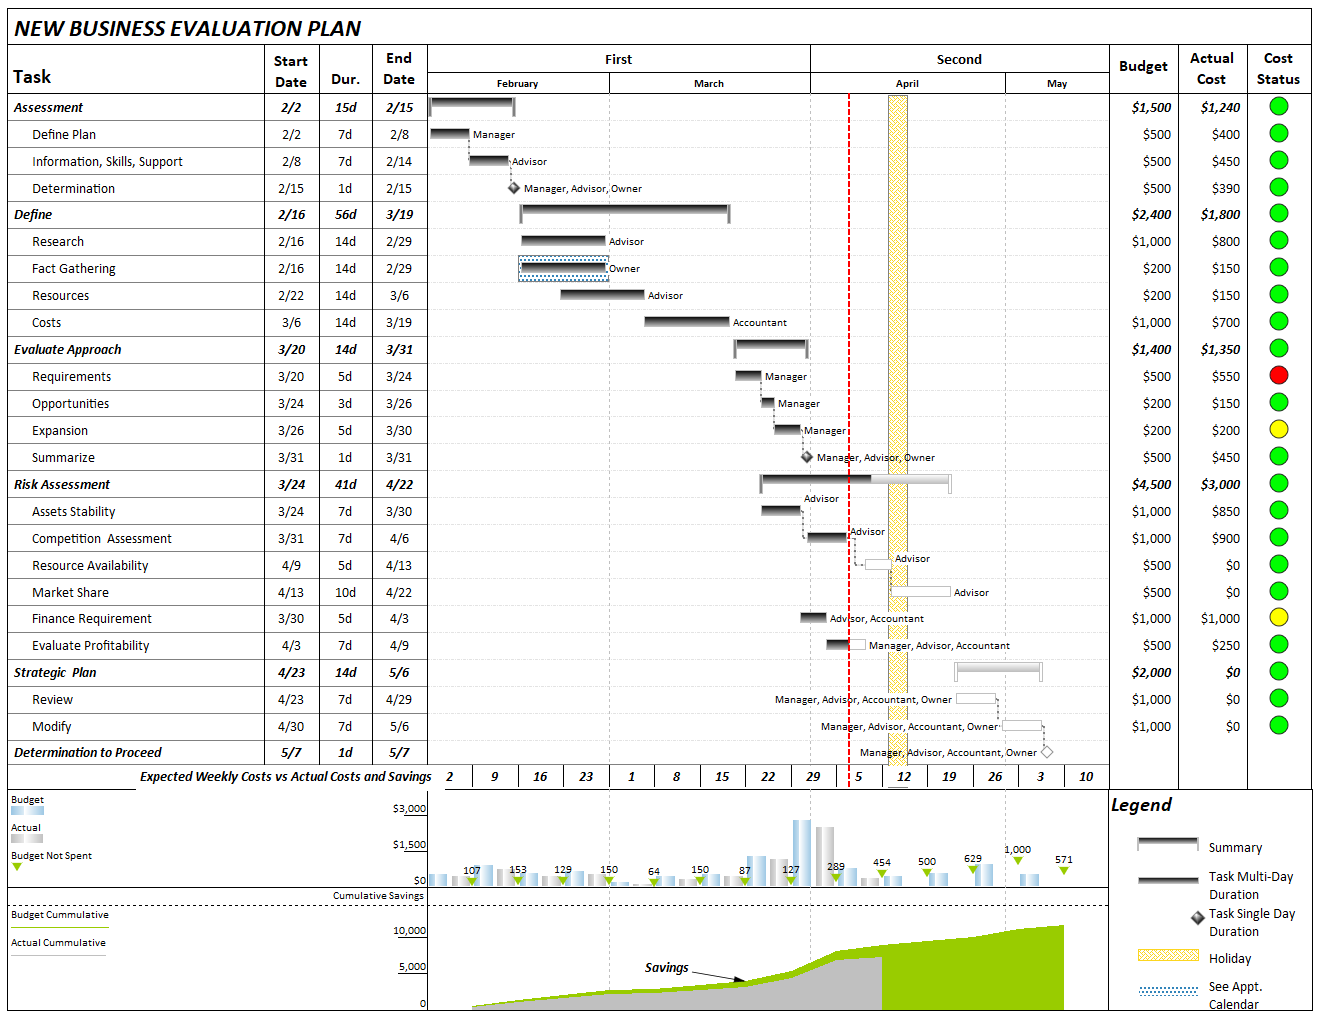 NEW BUSINESS EVALUATION PLAN
Task Start Date Dur. End Date First Second Budget Actual Cost Cost Status
February March April May
Assessment 2/2 15d 2/15 $1,500 $1,240
Define Plan 2/2 7d 2/8 Manager $500 $400
Information, Skills, Support 2/8 7d 2/14 Advisor $500 $450
Determination 2/15 1d 2/15 Manager, Advisor, Owner $500 $390
Define 2/16 56d 3/19 $2,400 $1,800
Research 2/16 14d 2/29 Advisor $1,000 $800
Fact Gathering 2/16 14d 2/29 Owner $200 $150
Resources 2/22 14d 3/6 Advisor $200 $150
Costs 3/6 14d 3/19 Accountant $1,000 $700
Evaluate Approach 3/20 14d 3/31 $1,400 $1,350
Requirements 3/20 5d 3/24 Manager $500 $550
Opportunities 3/24 3d 3/26 Manager $200 $150
Expansion 3/26 5d 3/30 Manager $200 $200
Summarize 3/31 1d 3/31 Manager, Advisor, Owner $500 $450
Risk Assessment 3/24 41d 4/22 $4,500 $3,000
Assets Stability 3/24 7d 3/30 Advisor $1,000 $850
Competition Assessment 3/31 7d 4/6 Advisor $1,000 $900
Resource Availability 4/9 5d 4/13 Advisor $500 $0
Market Share 4/13 10d 4/22 Advisor $500 $0
Finance Requirement 3/30 5d 4/3 Advisor, Accountant $1,000 $1,000
Evaluate Profitability 4/3 7d 4/9 Manager, Advisor, Accountant $500 $250
Strategic Plan 4/23 14d 5/6 $2,000 $0
Review 4/23 7d 4/29 Manager, Advisor, Accountant, Owner $1,000 $0
Modify 4/30 7d 5/6 Manager, Advisor, Accountant, Owner $1,000 $0
Determination to Proceed 5/7 1d 5/7 Manager, Advisor, Accountant, Owner
Expected Weekly Costs vs Actual Costs and Savings 2 9 16 23 1 8 15 22 29 5 12 19 26 3 10
Budget
Actual
Budget Not Spent
$3,000
$1,500
$0
107 153 129 150 64 150 87 127 289 454 500 629 1,000 571
Cumulative Savings
Budget Cummulative
Actual Cummulative
10,000
5,000
0
Savings
Legend
Summary
Task Multi-Day
Duration
Task Single Day
Duration
Holiday
See Appt.
Calendar